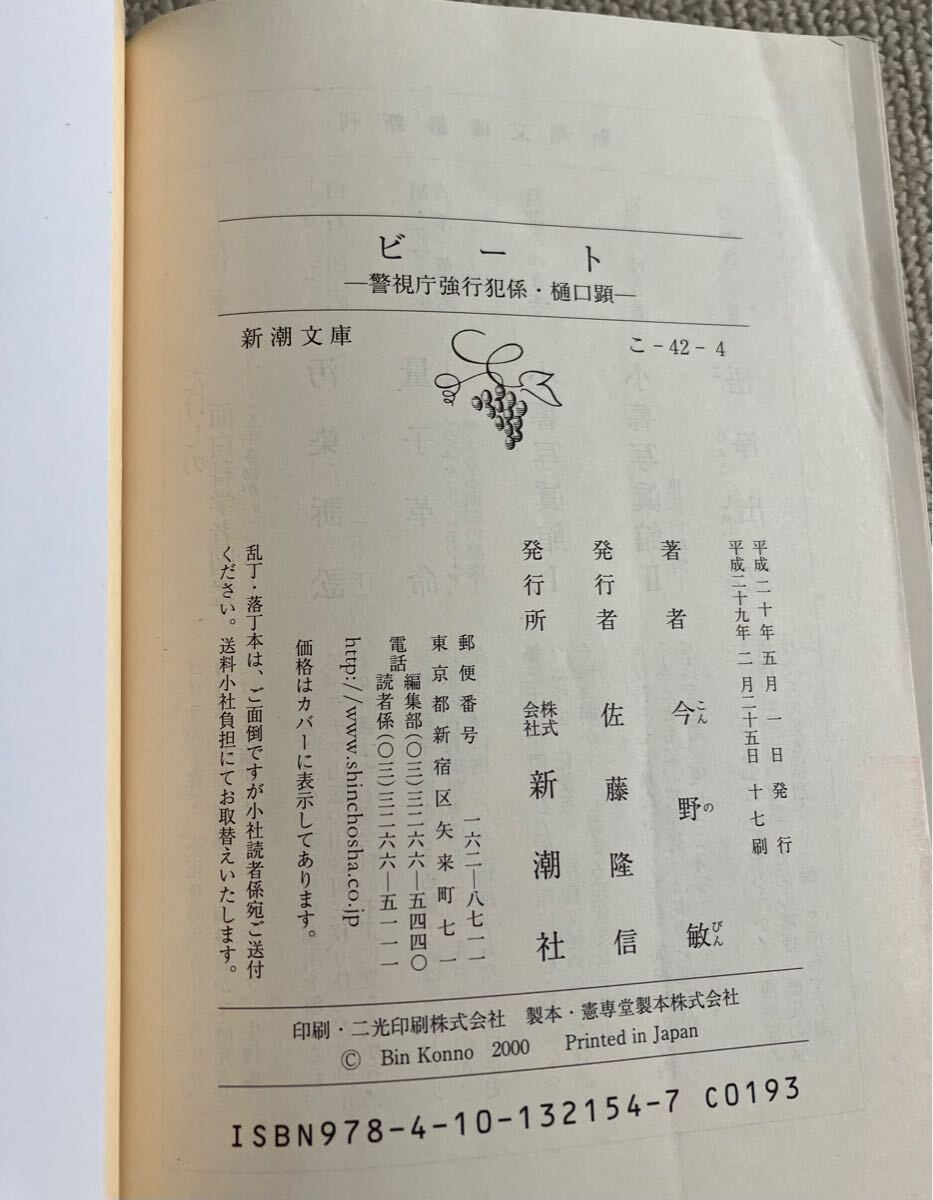 ビート
―警視庁強行犯係・樋口顕―
新潮文庫
こ-42-4
平成二十年五月一日発行
平成二十九年二月二十五日十七刷
著者 今野敏
こんのびん
発行者 佐藤隆信
発行所 株式会社 新潮社
郵便番号 一六二―八七一一
東京都新宿区矢来町七一
電話 編集部(〇三)三二六六―五四四〇
読者係(〇三)三二六六―五一一一
http://www.shinchosha.co.jp
価格はカバーに表示してあります。
乱丁・落丁本は、ご面倒ですが小社読者係宛ご送付
ください。送料小社負担にてお取替えいたします。
印刷・二光印刷株式会社 製本・憲専堂製本株式会社
© Bin Konno 2000 Printed in Japan
ISBN978-4-10-132154-7 C0193